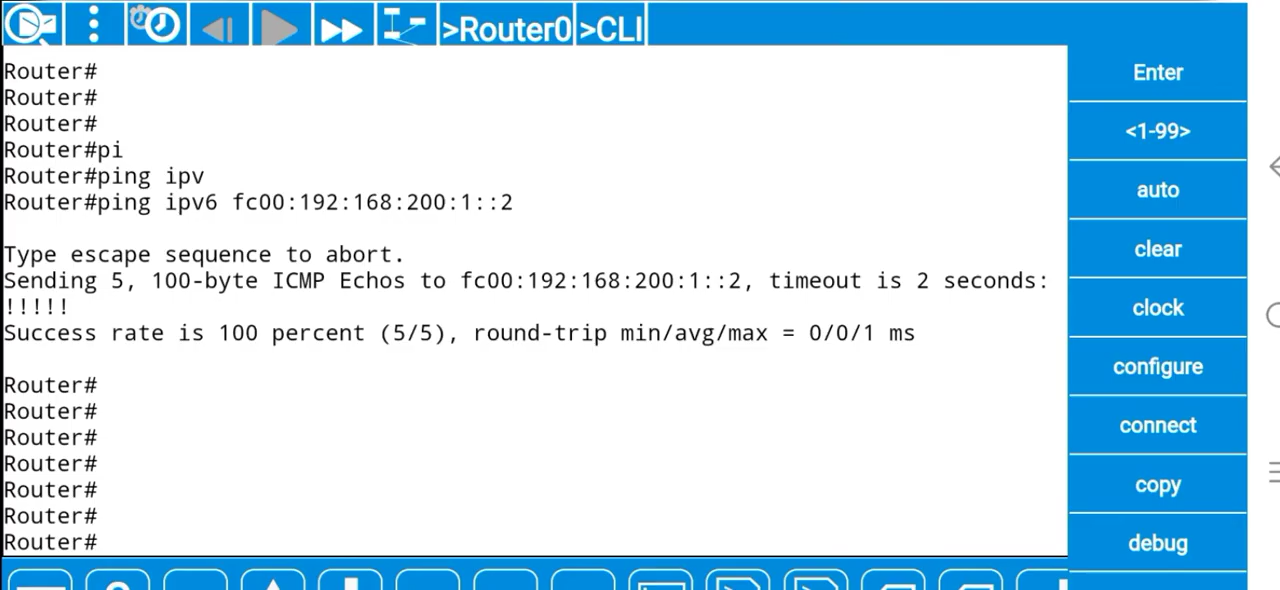 >Router0 >CLI
Router#
Router#
Router#
Router#pi
Router#ping ipv
Router#ping ipv6 fc00:192:168:200:1::2
Type escape sequence to abort.
Sending 5, 100-byte ICMP Echos to fc00:192:168:200:1::2, timeout is 2 seconds:
!!!!!
Success rate is 100 percent (5/5), round-trip min/avg/max = 0/0/1 ms
Router#
Router#
Router#
Router#
Router#
Router#
Router#
Enter
<1-99>
auto
clear
clock
configure
connect
copy
debug